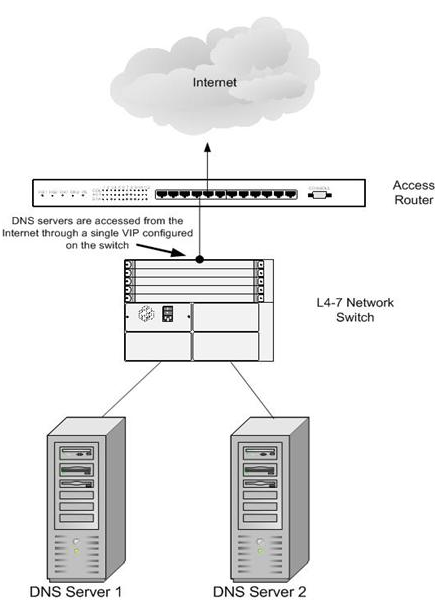 Internet
Access
Router
DNS servers are accessed from the
Internet through a single VIP configured
on the switch
L4-7 Network
Switch
DNS Server 1
DNS Server 2